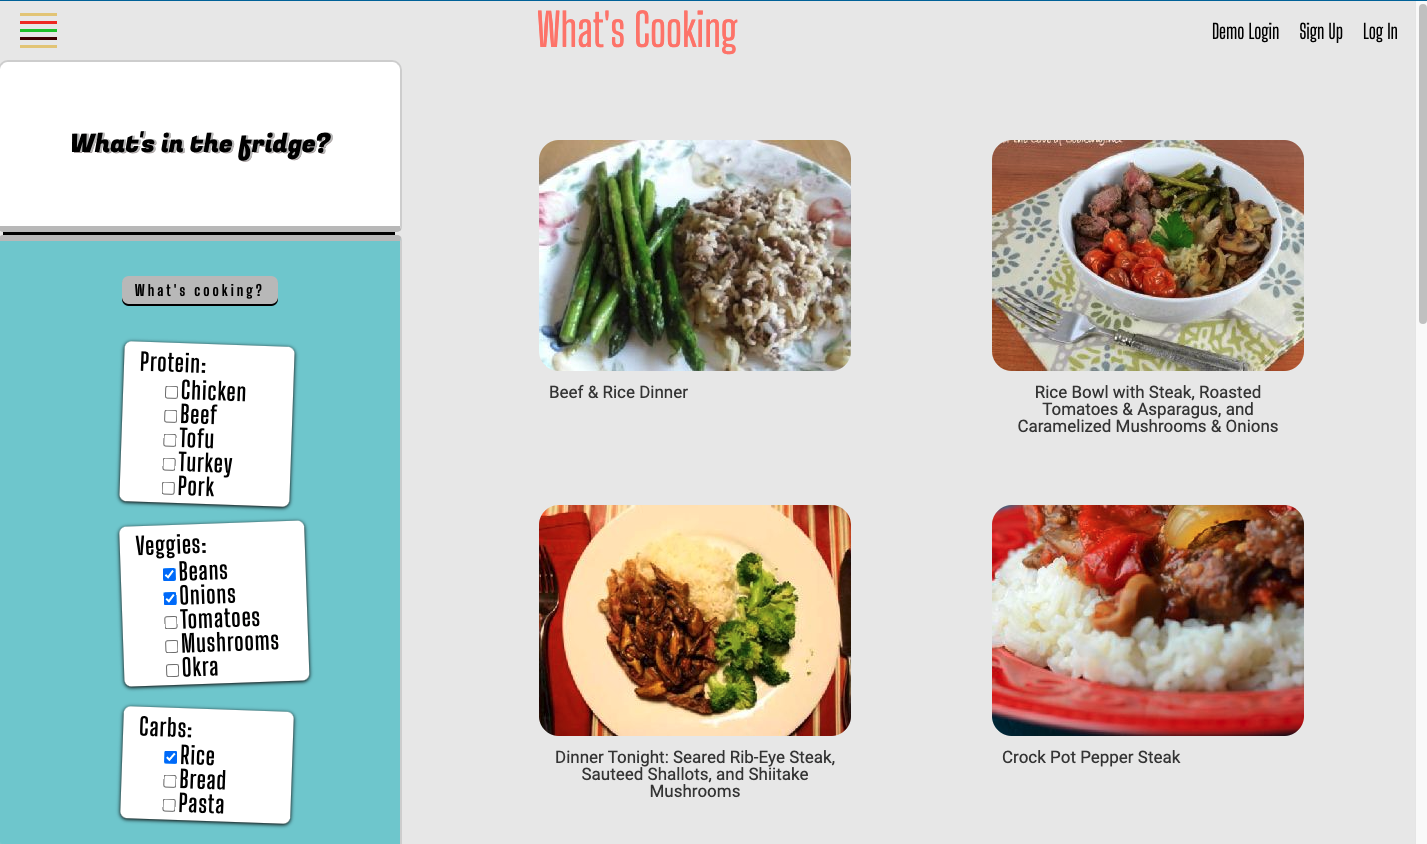 What's Cooking
Demo Login Sign Up Log In
What's in the fridge?
What's cooking?
Protein:
Chicken
Beef
Tofu
Turkey
Pork
Veggies:
Beans
Onions
Tomatoes
Mushrooms
Okra
Carbs:
Rice
Bread
Pasta
Beef & Rice Dinner
Rice Bowl with Steak, Roasted
Tomatoes & Asparagus, and
Caramelized Mushrooms & Onions
Dinner Tonight: Seared Rib-Eye Steak,
Sauteed Shallots, and Shiitake
Mushrooms
Crock Pot Pepper Steak